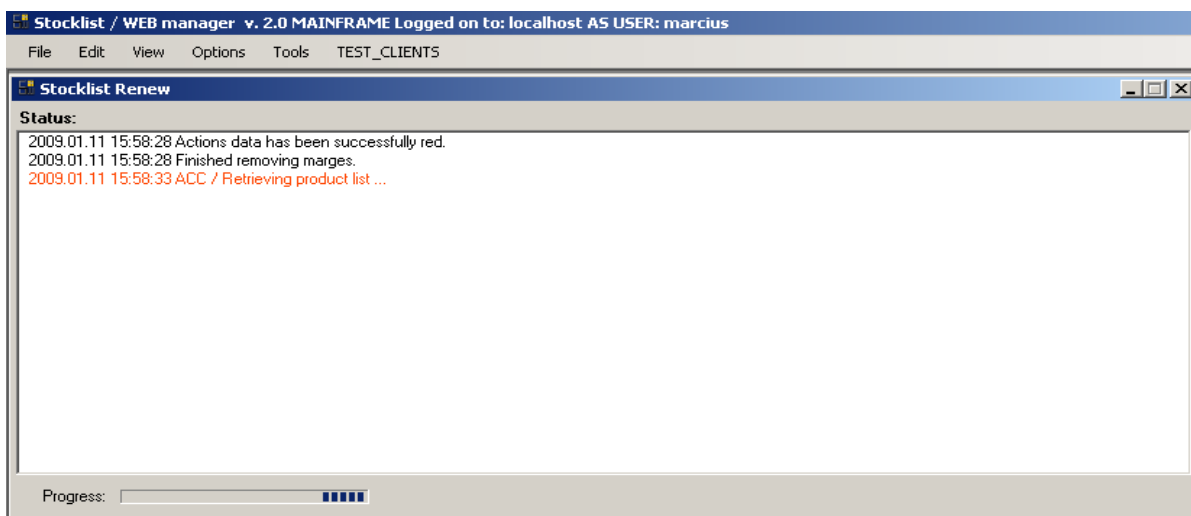 Stocklist / WEB manager v. 2.0 MAINFRAME Logged on to: localhost AS USER: marcius
File Edit View Options Tools TEST_CLIENTS
Stocklist Renew
Status:
2009.01.11 15:58:28 Actions data has been successfully red.
2009.01.11 15:58:28 Finished removing marges.
2009.01.11 15:58:33 ACC / Retrieving product list ...
Progress: